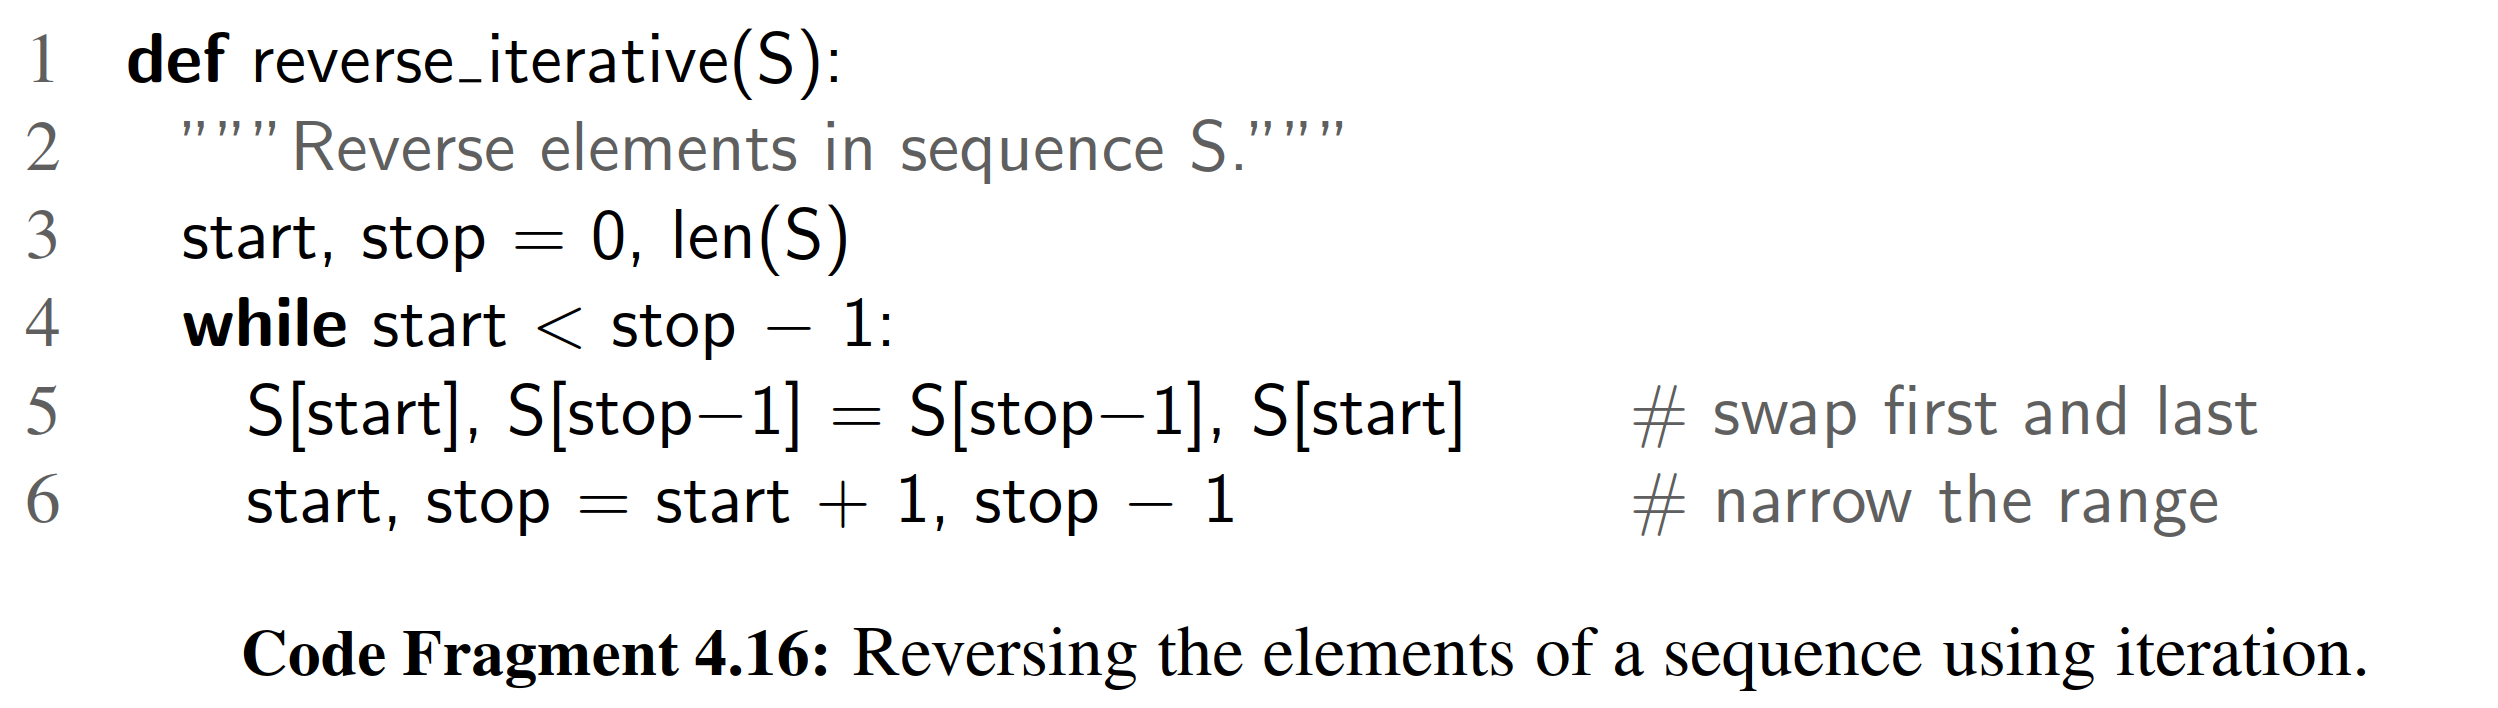 1 def reverse_iterative(S):
2 """Reverse elements in sequence S."""
3 start, stop = 0, len(S)
4 while start < stop − 1:
5 S[start], S[stop−1] = S[stop−1], S[start] # swap first and last
6 start, stop = start + 1, stop − 1 # narrow the range
Code Fragment 4.16: Reversing the elements of a sequence using iteration.